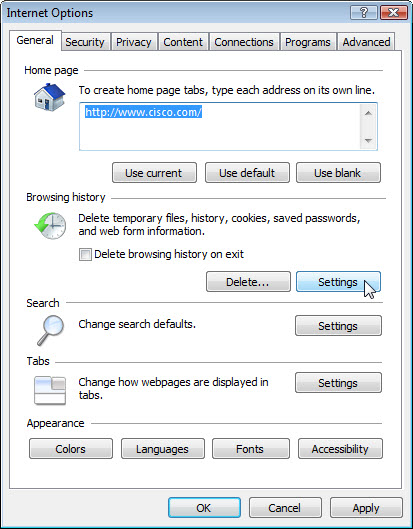 Internet Options
General Security Privacy Content Connections Programs Advanced
Home page
To create home page tabs, type each address on its own line.
http://www.cisco.com/
Use current Use default Use blank
Browsing history
Delete temporary files, history, cookies, saved passwords,
and web form information.
Delete browsing history on exit
Delete... Settings
Search
Change search defaults.
Settings
Tabs
Change how webpages are displayed in
tabs.
Settings
Appearance
Colors Languages Fonts Accessibility
OK Cancel Apply